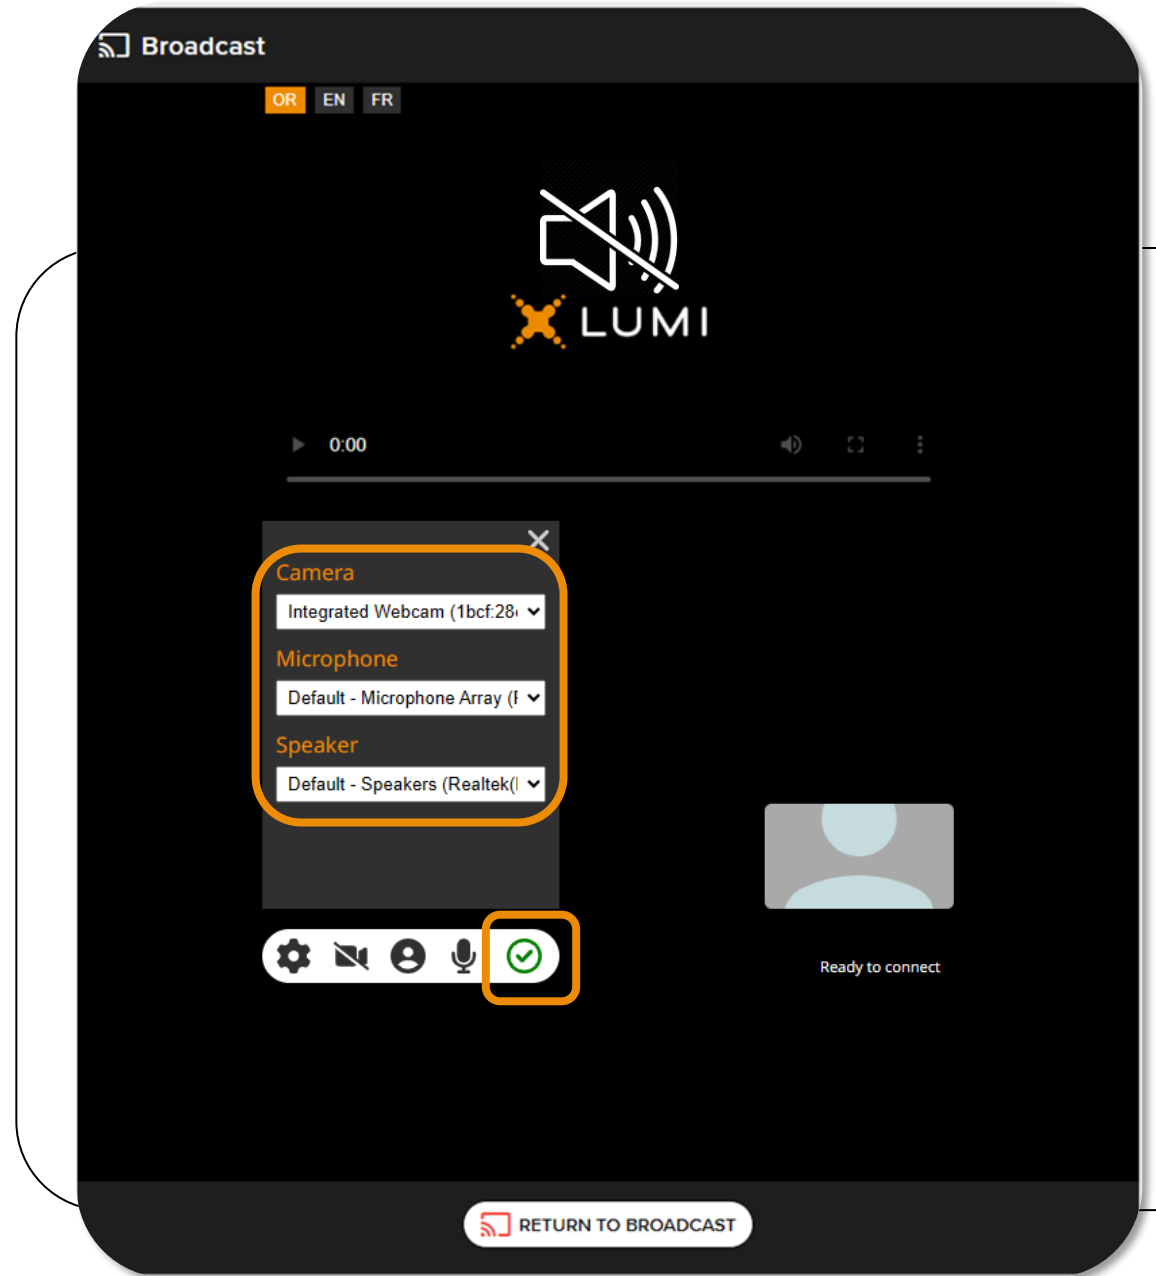 Broadcast
OR EN FR
LUMI
0:00
Camera
Integrated Webcam (1bcf:28
Microphone
Default - Microphone Array (
Speaker
Default - Speakers (Realtek(
Ready to connect
RETURN TO BROADCAST